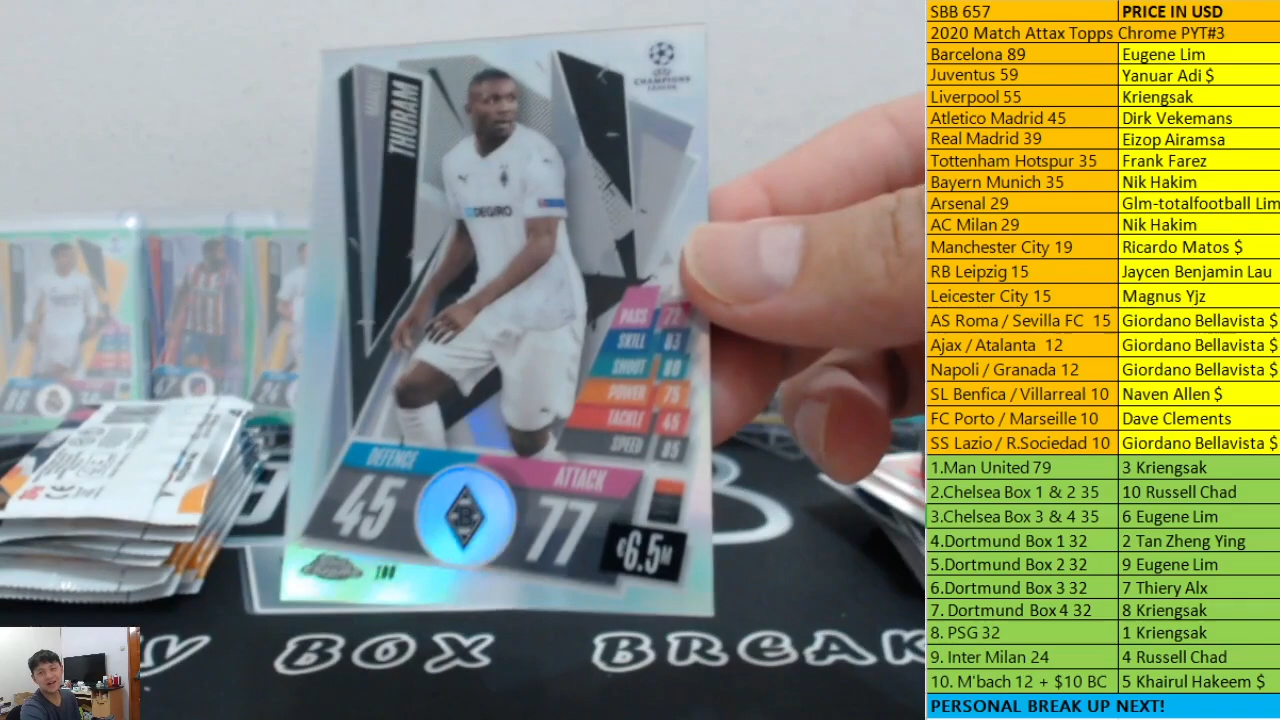 SBB 657 PRICE IN USD
2020 Match Attax Topps Chrome PYT#3
Barcelona 89 Eugene Lim
Juventus 59 Yanuar Adi $
Liverpool 55 Kriengsak
Atletico Madrid 45 Dirk Vekemans
Real Madrid 39 Eizop Airamsa
Tottenham Hotspur 35 Frank Farez
Bayern Munich 35 Nik Hakim
Arsenal 29 Glm-totalfootball Lim
AC Milan 29 Nik Hakim
Manchester City 19 Ricardo Matos $
RB Leipzig 15 Jaycen Benjamin Lau
Leicester City 15 Magnus Yjz
AS Roma / Sevilla FC 15 Giordano Bellavista $
Ajax / Atalanta 12 Giordano Bellavista $
Napoli / Granada 12 Giordano Bellavista $
SL Benfica / Villarreal 10 Naven Allen $
FC Porto / Marseille 10 Dave Clements
SS Lazio / R.Sociedad 10 Giordano Bellavista $
1.Man United 79 3 Kriengsak
2.Chelsea Box 1 & 2 35 10 Russell Chad
3.Chelsea Box 3 & 4 35 6 Eugene Lim
4.Dortmund Box 1 32 2 Tan Zheng Ying
5.Dortmund Box 2 32 9 Eugene Lim
6.Dortmund Box 3 32 7 Thiery Alx
7. Dortmund Box 4 32 8 Kriengsak
8. PSG 32 1 Kriengsak
9. Inter Milan 24 4 Russell Chad
10. M'bach 12 + $10 BC 5 Khairul Hakeem $
PERSONAL BREAK UP NEXT!
CHAMPIONS
LEAGUE
THURAM
DEGIRO
PASS 77
SKILL 83
SHOOT 80
POWER 75
TACKLE 45
SPEED 85
DEFENCE 45
ATTACK 77
€6.5M
BOX BREAK